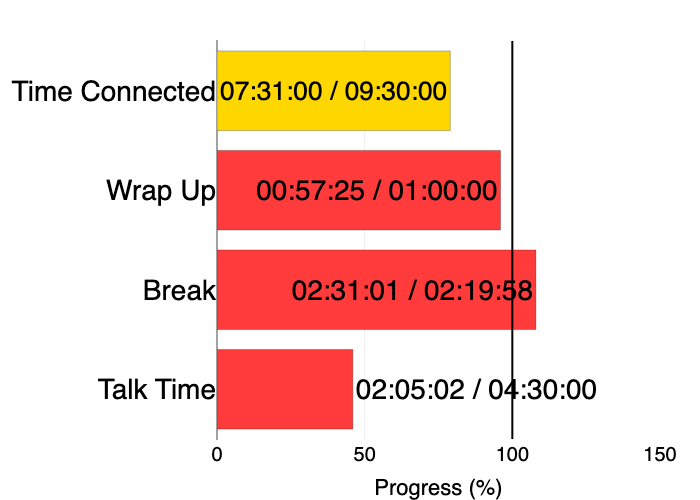 Time Connected 07:31:00 / 09:30:00
Wrap Up 00:57:25 / 01:00:00
Break 02:31:01 / 02:19:58
Talk Time 02:05:02 / 04:30:00
0 50 100 150
Progress (%)